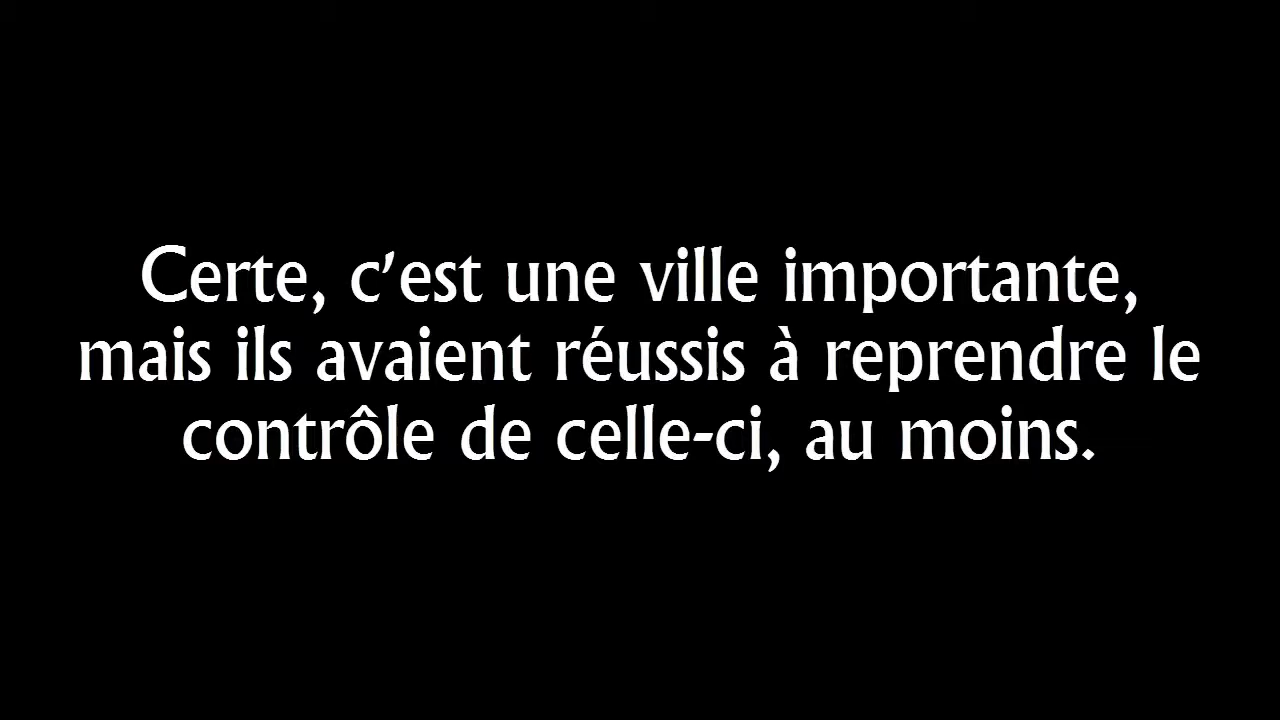 Certe, c'est une ville importante,
mais ils avaient réussis à reprendre le
contrôle de celle-ci, au moins.